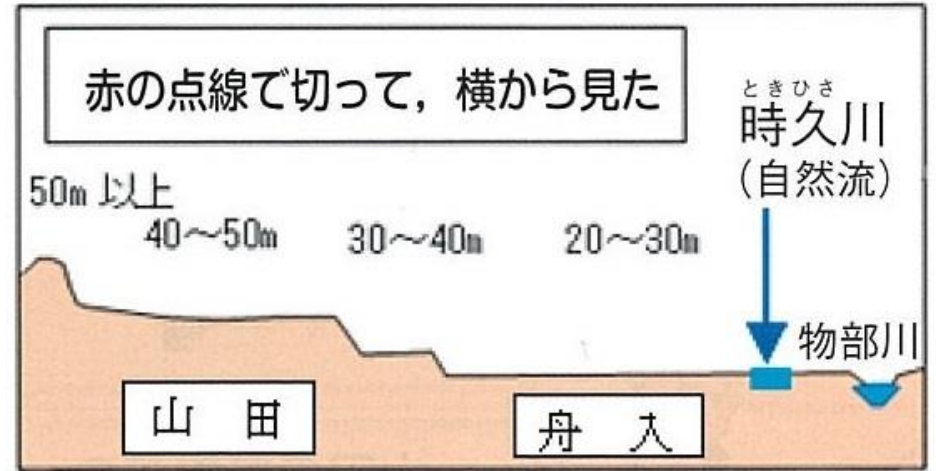 赤の点線で切って，横から見た
ときひさ
時久川
（自然流）
50m 以上
40～50m
30～40m
20～30m
物部川
山 田
舟 入